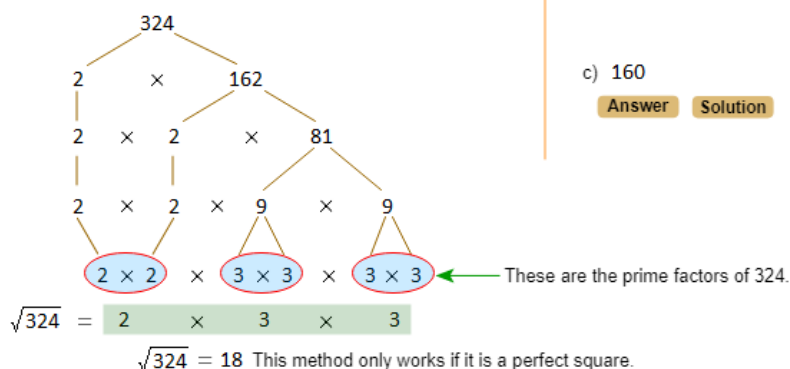 324
2 × 162
c) 160
Answer Solution
2 × 2 × 81
2 × 2 × 9 × 9
2 × 2 × 3 × 3 × 3 × 3 These are the prime factors of 324.
√324 = 2 × 3 × 3
√324 = 18 This method only works if it is a perfect square.